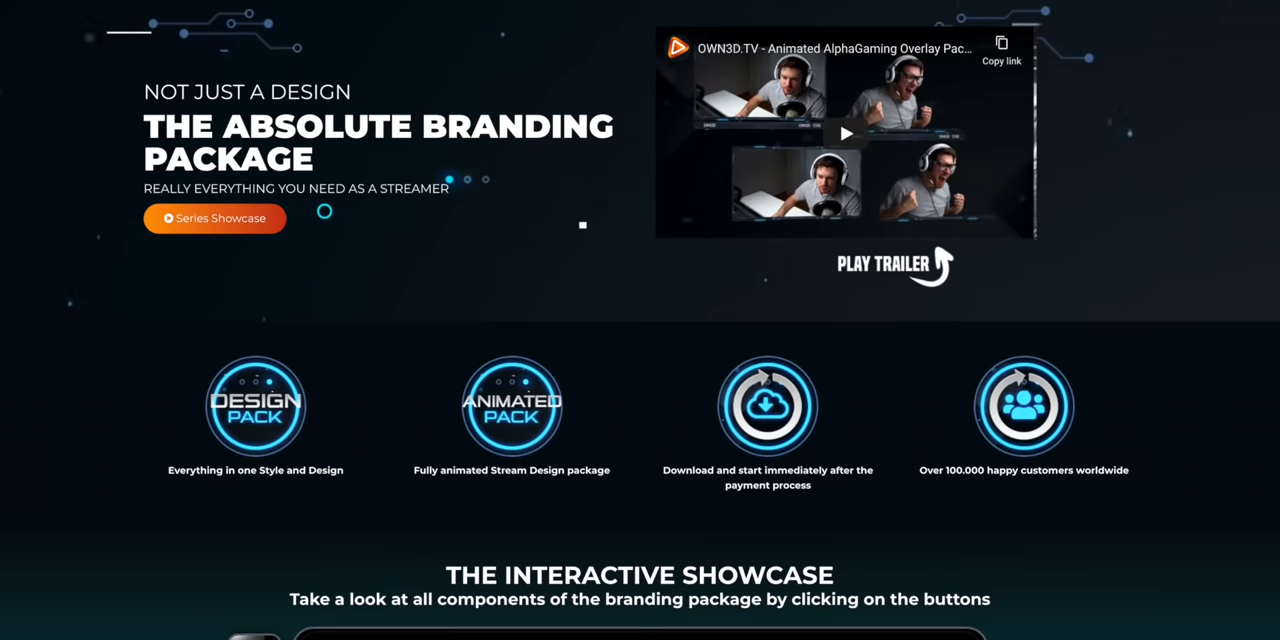 NOT JUST A DESIGN
THE ABSOLUTE BRANDING
PACKAGE
REALLY EVERYTHING YOU NEED AS A STREAMER
Series Showcase
OWN3D.TV - Animated AlphaGaming Overlay Pac...
Copy link
PLAY TRAILER
DESIGN
PACK
Everything in one Style and Design
ANIMATED
PACK
Fully animated Stream Design package
Download and start immediately after the
payment process
Over 100.000 happy customers worldwide
THE INTERACTIVE SHOWCASE
Take a look at all components of the branding package by clicking on the buttons